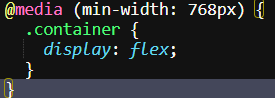 @media (min-width: 768px) {
  .container {
    display: flex;
  }
}